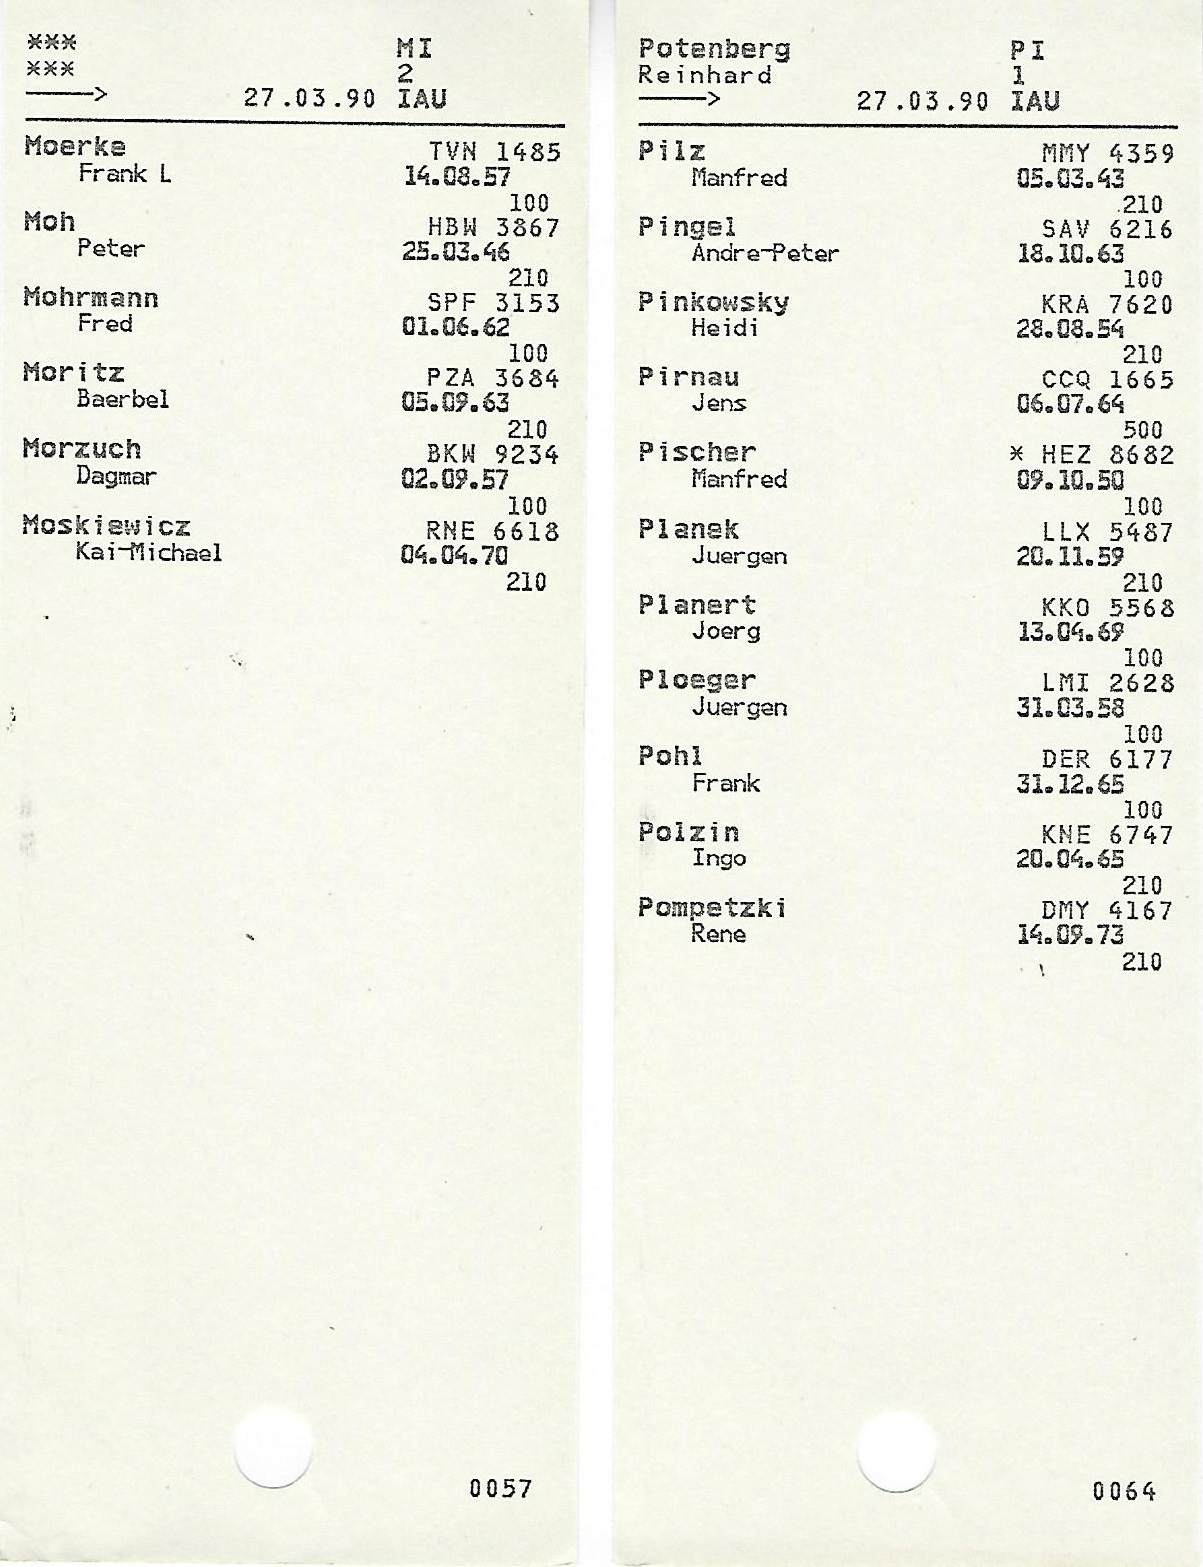 ***
MI
***
2
———> 27.03.90 IAU
Moerke TVN 1485
Frank L 14.08.57
100
Moh HBW 3867
Peter 25.03.46
210
Mohrmann SPF 3153
Fred 01.06.62
100
Moritz PZA 3684
Baerbel 05.09.63
210
Morzuch BKW 9234
Dagmar 02.09.57
100
Moskiewicz RNE 6618
Kai-Michael 04.04.70
210
0057
Potenberg PI
Reinhard 1
———> 27.03.90 IAU
Pilz MMY 4359
Manfred 05.03.43
210
Pingel SAV 6216
Andre-Peter 18.10.63
100
Pinkowsky KRA 7620
Heidi 28.08.54
210
Pirnau CCQ 1665
Jens 06.07.64
500
Pischer * HEZ 8682
Manfred 09.10.50
100
Planek LLX 5487
Juergen 20.11.59
210
Planert KKO 5568
Joerg 13.04.69
100
Ploeger LMI 2628
Juergen 31.03.58
100
Pohl DER 6177
Frank 31.12.65
100
Polzin KNE 6747
Ingo 20.04.65
210
Pompetzki DMY 4167
Rene 14.09.73
210
0064